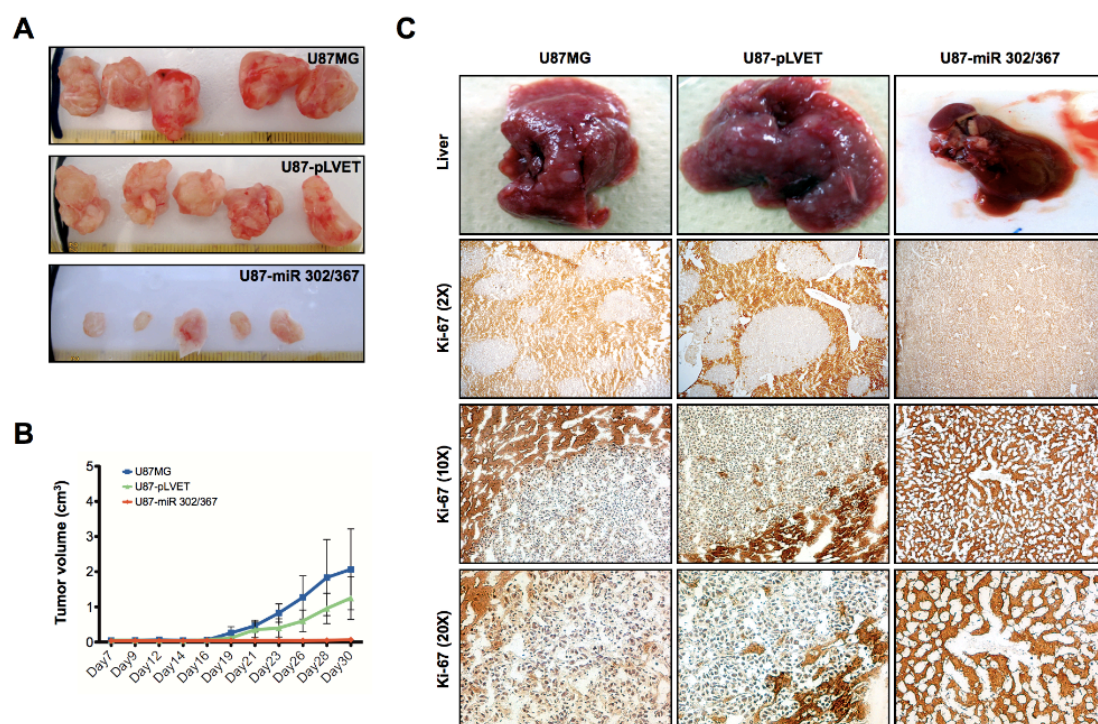 A
U87MG
U87-pLVET
U87-miR 302/367
B
5
4
3
2
1
0
Tumor volume (cm³)
U87MG
U87-pLVET
U87-miR 302/367
Day7
Day9
Day12
Day14
Day16
Day19
Day21
Day23
Day26
Day28
Day30
C
U87MG
U87-pLVET
U87-miR 302/367
Liver
Ki-67 (2X)
Ki-67 (10X)
Ki-67 (20X)